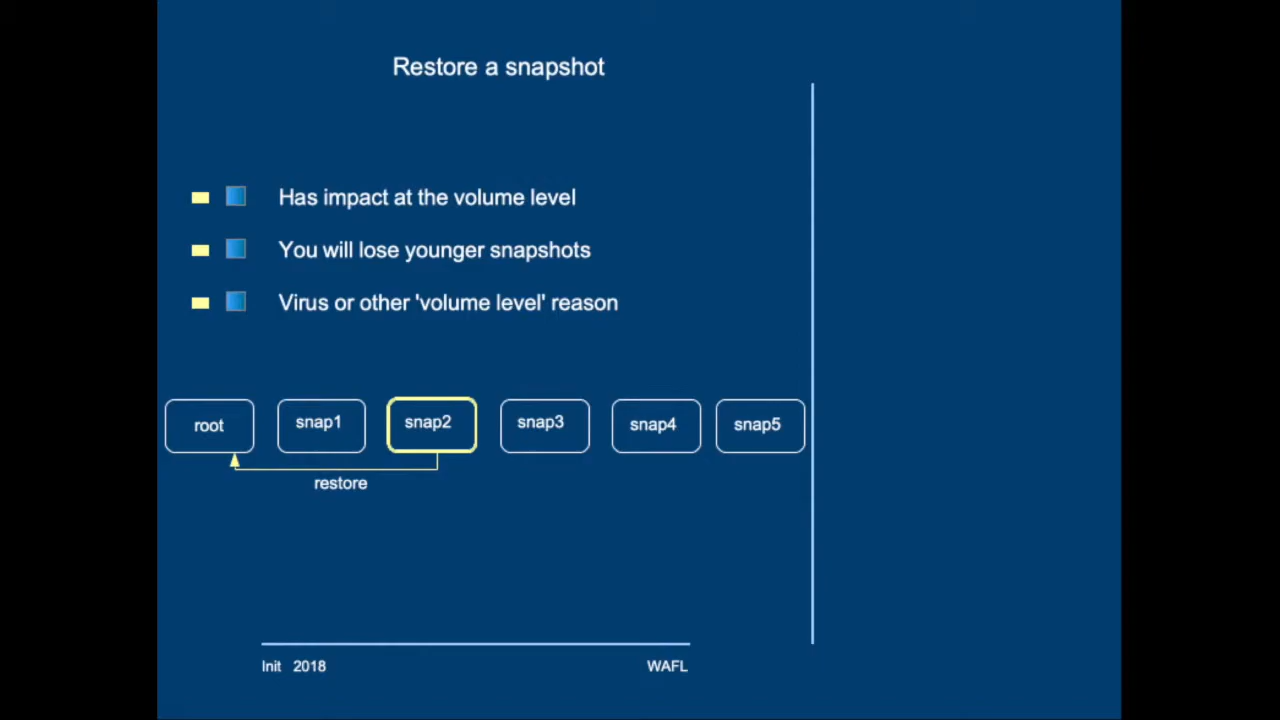 Restore a snapshot
Has impact at the volume level
You will lose younger snapshots
Virus or other 'volume level' reason
root snap1 snap2 snap3 snap4 snap5
restore
Init 2018 WAFL